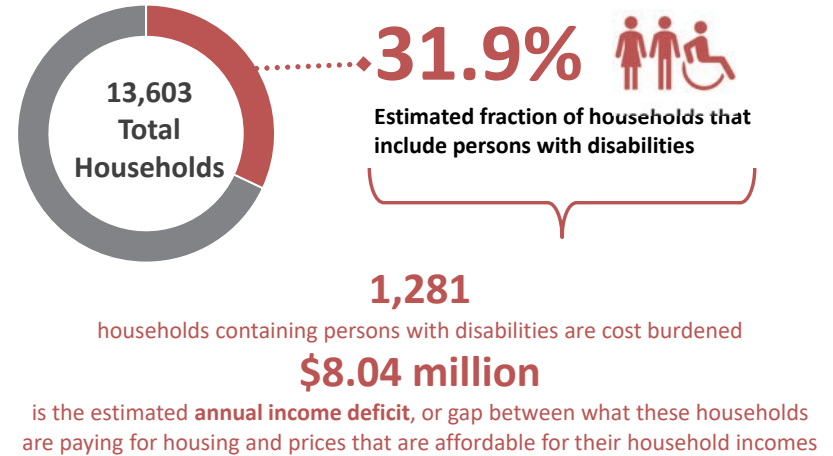 13,603
Total
Households
31.9%
Estimated fraction of households that
include persons with disabilities
1,281
households containing persons with disabilities are cost burdened
$8.04 million
is the estimated annual income deficit, or gap between what these households
are paying for housing and prices that are affordable for their household incomes